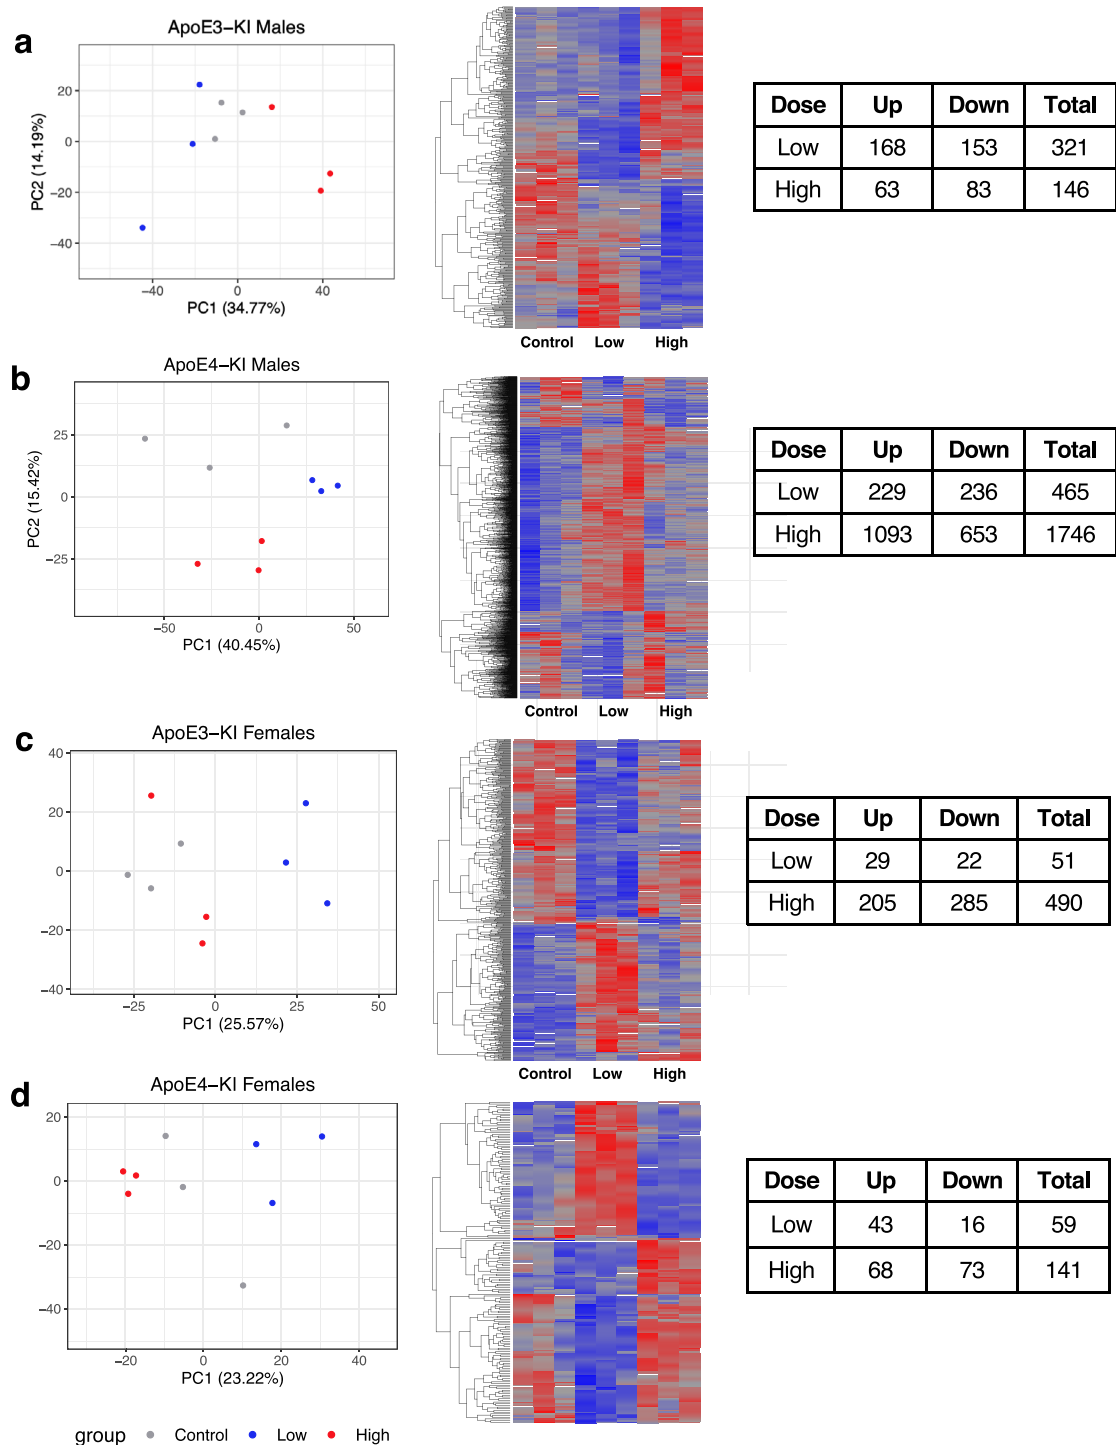 a
ApoE3−KI Males
20
0
−20
−40
PC2 (14.19%)
−40
0
40
PC1 (34.77%)
Control Low High
Dose Up Down Total
Low 168 153 321
High 63 83 146
b
ApoE4−KI Males
25
0
−25
PC2 (15.42%)
−50
0
50
PC1 (40.45%)
Control Low High
Dose Up Down Total
Low 229 236 465
High 1093 653 1746
c
ApoE3−KI Females
40
20
0
−20
−40
−25
0
25
50
PC1 (25.57%)
Control Low High
Dose Up Down Total
Low 29 22 51
High 205 285 490
d
ApoE4−KI Females
20
0
−20
−40
−20
0
20
40
PC1 (23.22%)
Dose Up Down Total
Low 43 16 59
High 68 73 141
group Control Low High